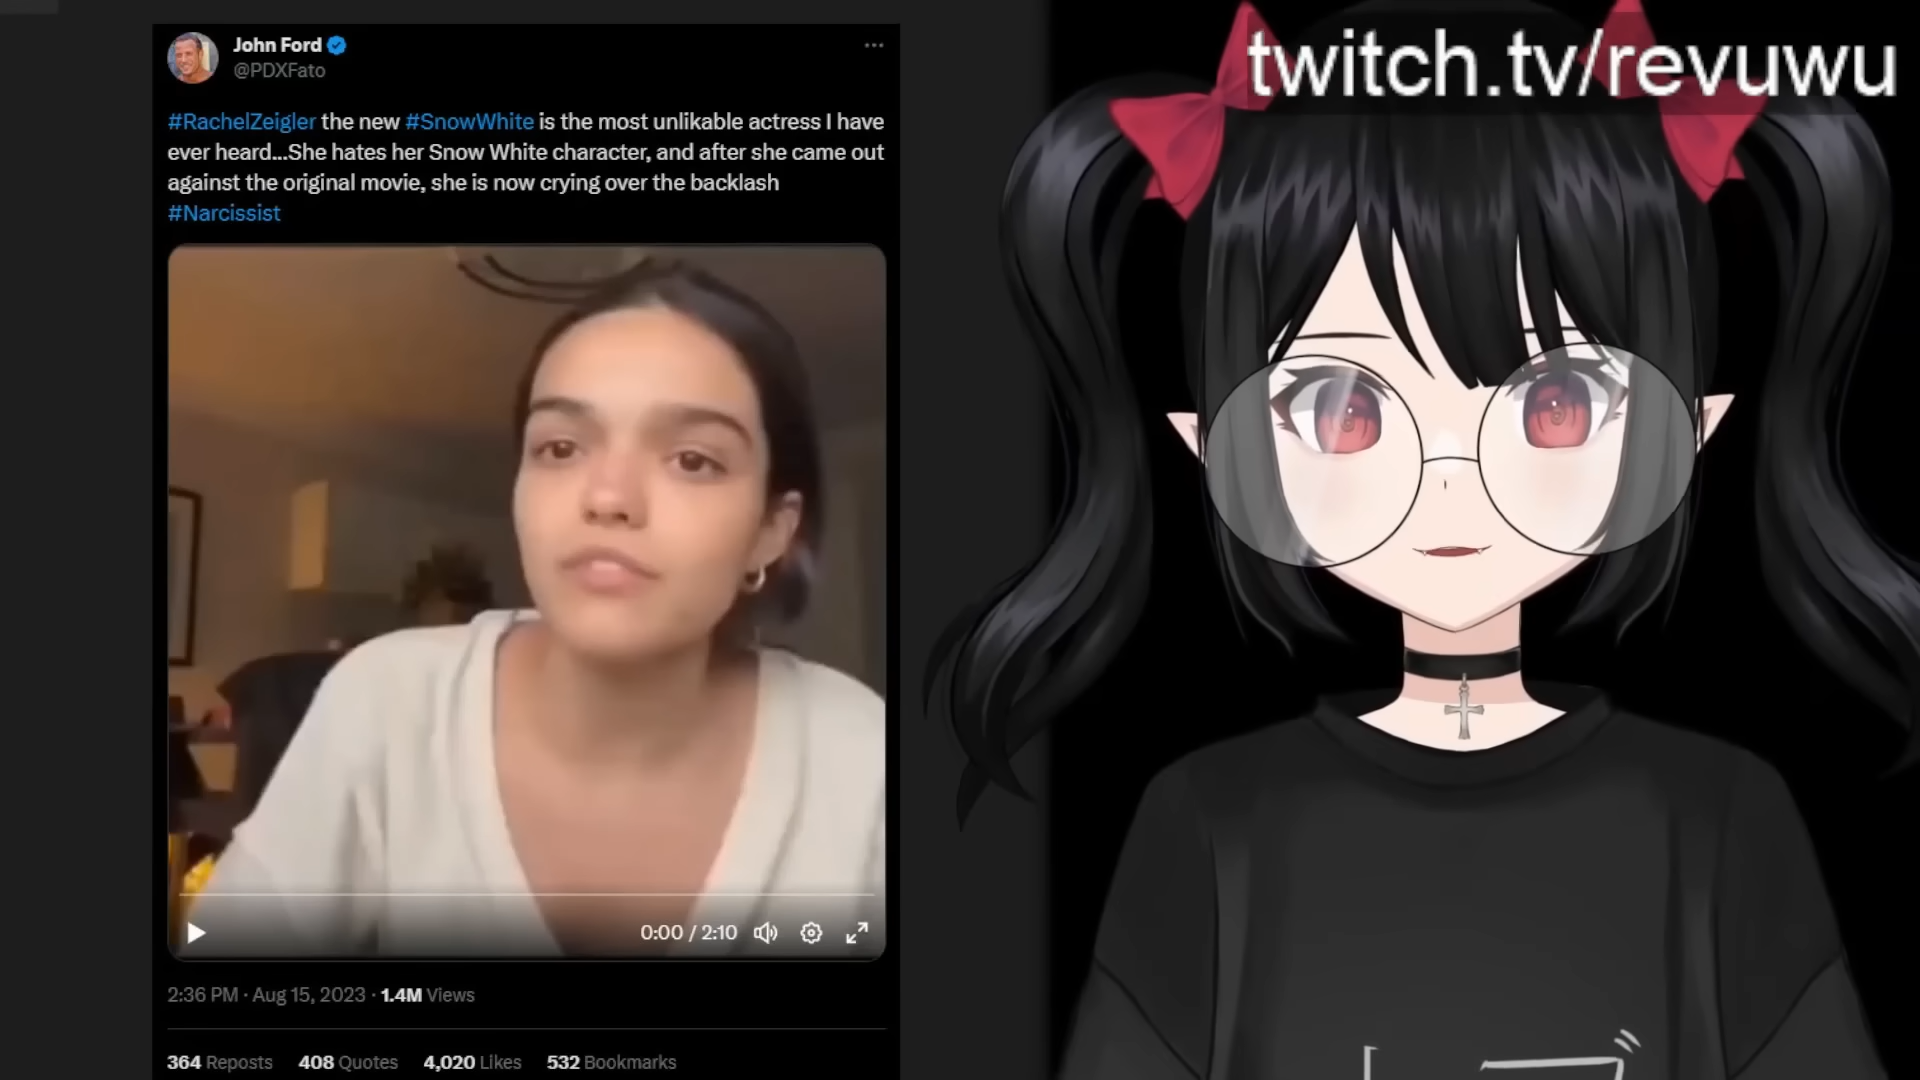 John Ford
@PDXFato
twitch.tv/revuwu
#RachelZeigler the new #SnowWhite is the most unlikable actress I have
ever heard...She hates her Snow White character, and after she came out
against the original movie, she is now crying over the backlash
#Narcissist
0:00 / 2:10
2:36 PM · Aug 15, 2023 · 1.4M Views
364 Reposts 408 Quotes 4,020 Likes 532 Bookmarks